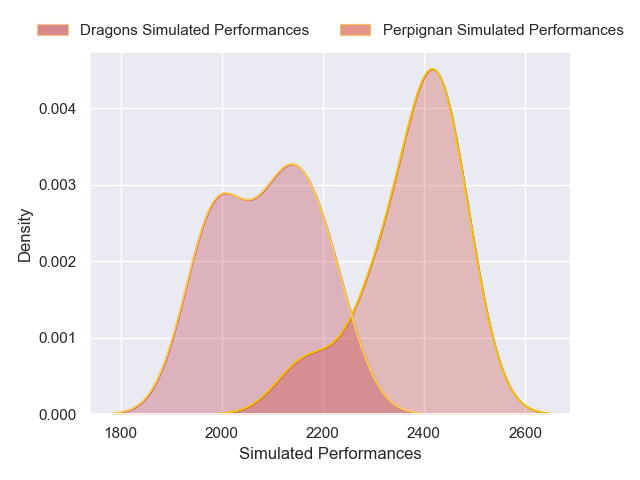 Dragons Simulated Performances
Perpignan Simulated Performances
Density
0.004
0.003
0.002
0.001
0.000
1800 2000 2200 2400 2600
Simulated Performances